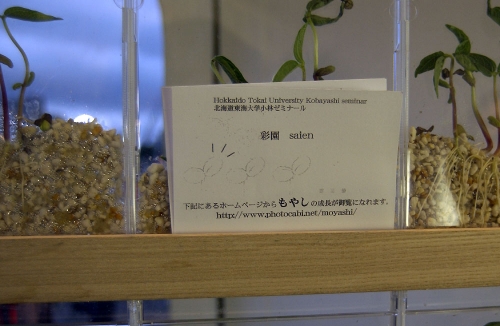 Hokkaido Tokai University Kobayashi seminar
北海道東海大学小林ゼミナール
彩園 saien
下記にあるホームページからもやしの成長が御覧になれます。
http://www.photocabi.net/moyashi/